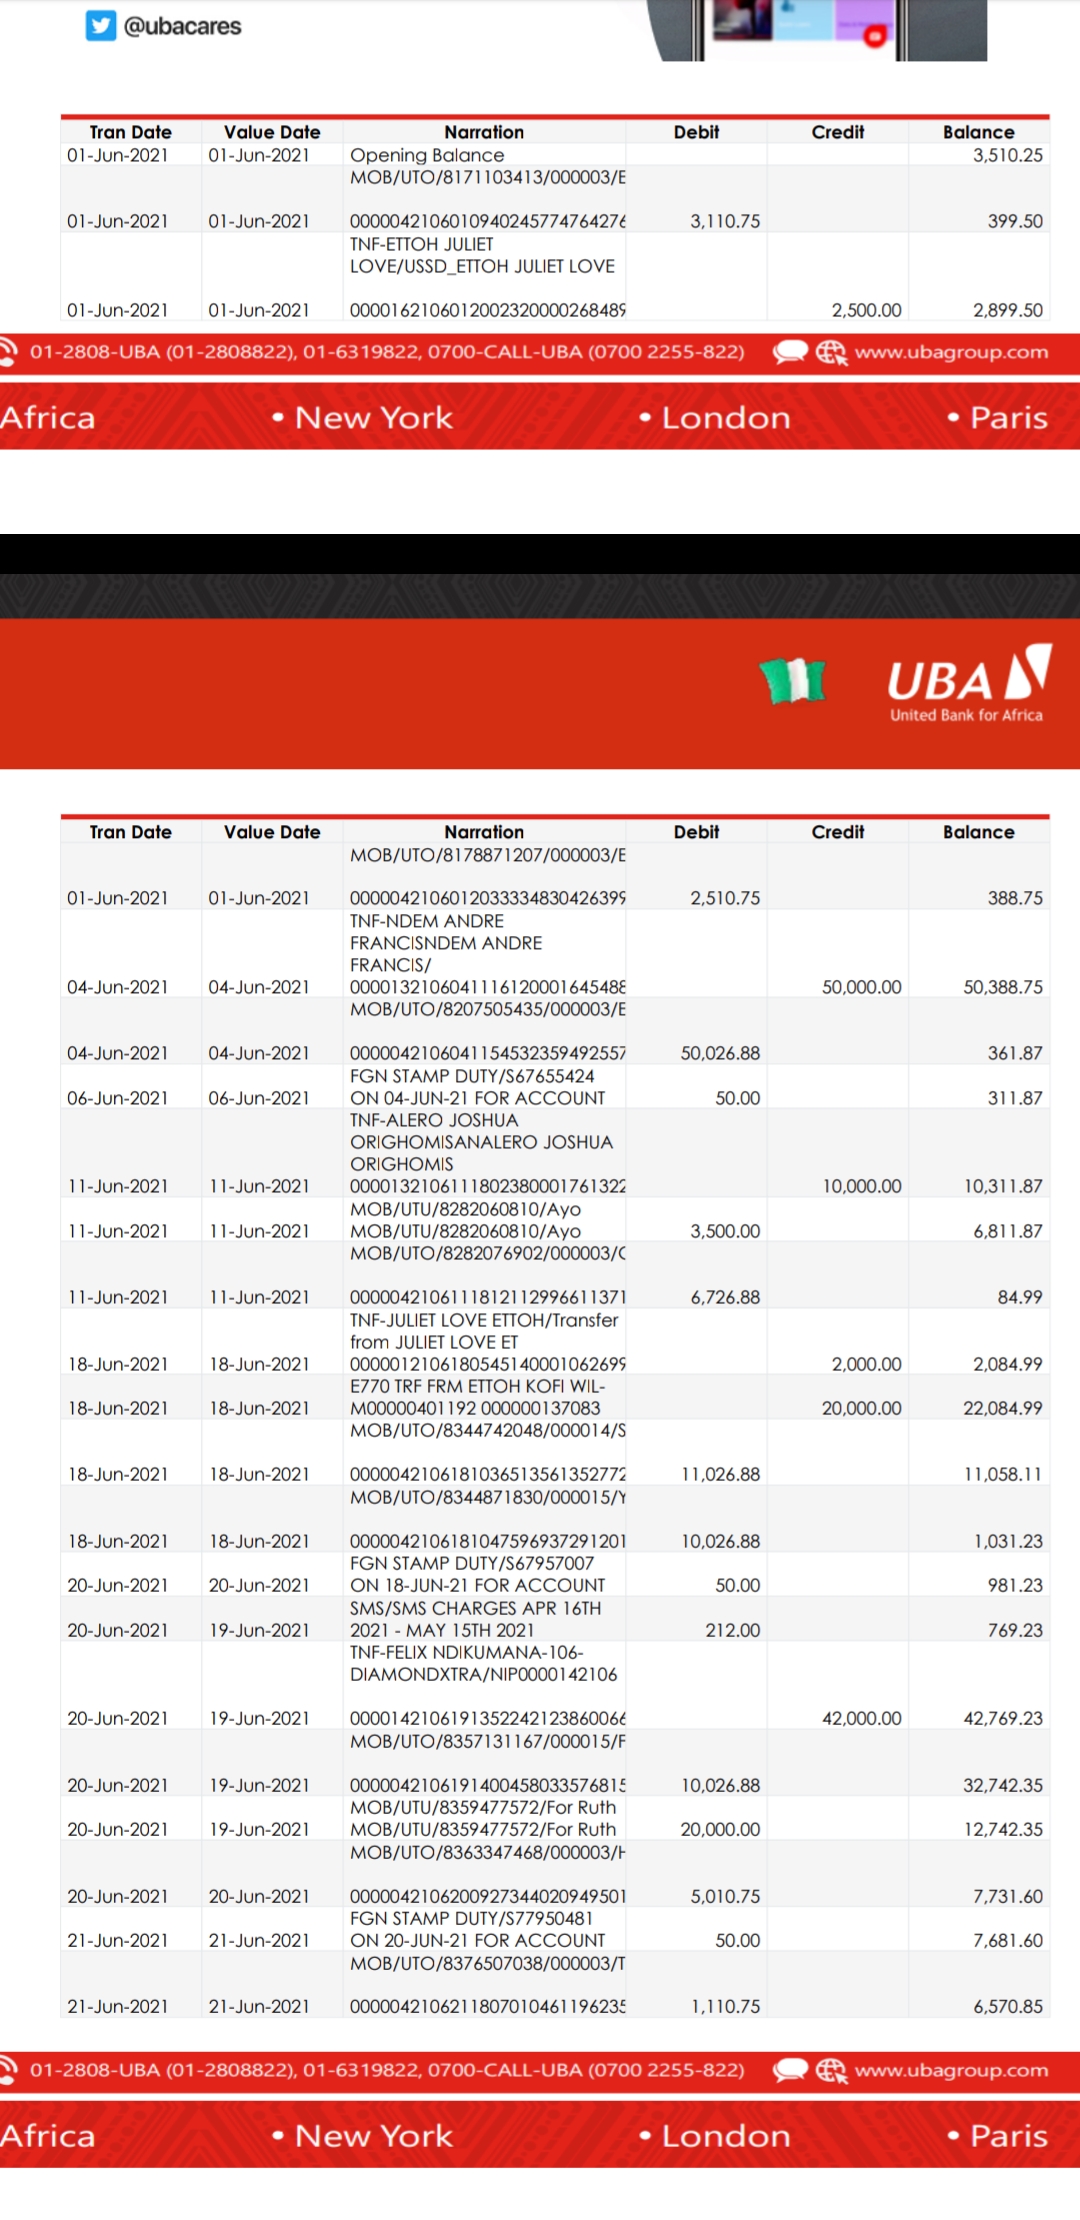 @ubacares
Tran Date Value Date Narration Debit Credit Balance
01-Jun-2021 01-Jun-2021 Opening Balance 3,510.25
MOB/UTO/8171103413/000003/E
01-Jun-2021 01-Jun-2021 0000042106010940245774764276 3,110.75 399.50
TNF-ETTOH JULIET
LOVE/USSD_ETTOH JULIET LOVE
01-Jun-2021 01-Jun-2021 0000162106012002320000268489 2,500.00 2,899.50
01-2808-UBA (01-2808822), 01-6319822, 0700-CALL-UBA (0700 2255-822) www.ubagroup.com
Africa • New York • London • Paris
UBA
United Bank for Africa
Tran Date Value Date Narration Debit Credit Balance
MOB/UTO/8178871207/000003/E
01-Jun-2021 01-Jun-2021 0000042106012033334830426399 2,510.75 388.75
TNF-NDEM ANDRE
FRANCISNDEM ANDRE
FRANCIS/
04-Jun-2021 04-Jun-2021 0000132106041116120001645488 50,000.00 50,388.75
MOB/UTO/8207505435/000003/E
04-Jun-2021 04-Jun-2021 0000042106041154532359492557 50,026.88 361.87
FGN STAMP DUTY/S67655424
06-Jun-2021 06-Jun-2021 ON 04-JUN-21 FOR ACCOUNT 50.00 311.87
TNF-ALERO JOSHUA
ORIGHOMISANALERO JOSHUA
ORIGHOMIS
11-Jun-2021 11-Jun-2021 0000132106111802380001761322 10,000.00 10,311.87
MOB/UTU/8282060810/Ayo
11-Jun-2021 11-Jun-2021 MOB/UTU/8282060810/Ayo 3,500.00 6,811.87
MOB/UTO/8282076902/000003/C
11-Jun-2021 11-Jun-2021 0000042106111812112996611371 6,726.88 84.99
TNF-JULIET LOVE ETTOH/Transfer
from JULIET LOVE ET
18-Jun-2021 18-Jun-2021 0000012106180545140001062699 2,000.00 2,084.99
E770 TRF FRM ETTOH KOFI WIL-
18-Jun-2021 18-Jun-2021 M00000401192 000000137083 20,000.00 22,084.99
MOB/UTO/8344742048/000014/S
18-Jun-2021 18-Jun-2021 0000042106181036513561352772 11,026.88 11,058.11
MOB/UTO/8344871830/000015/Y
18-Jun-2021 18-Jun-2021 0000042106181047596937291201 10,026.88 1,031.23
FGN STAMP DUTY/S67957007
20-Jun-2021 20-Jun-2021 ON 18-JUN-21 FOR ACCOUNT 50.00 981.23
SMS/SMS CHARGES APR 16TH
20-Jun-2021 19-Jun-2021 2021 - MAY 15TH 2021 212.00 769.23
TNF-FELIX NDIKUMANA-106-
DIAMONDXTRA/NIP0000142106
20-Jun-2021 19-Jun-2021 0000142106191352242123860066 42,000.00 42,769.23
MOB/UTO/8357131167/000015/F
20-Jun-2021 19-Jun-2021 0000042106191400458033576815 10,026.88 32,742.35
MOB/UTU/8359477572/For Ruth
20-Jun-2021 19-Jun-2021 MOB/UTU/8359477572/For Ruth 20,000.00 12,742.35
MOB/UTO/8363347468/000003/H
20-Jun-2021 20-Jun-2021 0000042106200927344020949501 5,010.75 7,731.60
FGN STAMP DUTY/S77950481
21-Jun-2021 21-Jun-2021 ON 20-JUN-21 FOR ACCOUNT 50.00 7,681.60
MOB/UTO/8376507038/000003/T
21-Jun-2021 21-Jun-2021 0000042106211807010461196235 1,110.75 6,570.85
01-2808-UBA (01-2808822), 01-6319822, 0700-CALL-UBA (0700 2255-822) www.ubagroup.com
Africa • New York • London • Paris